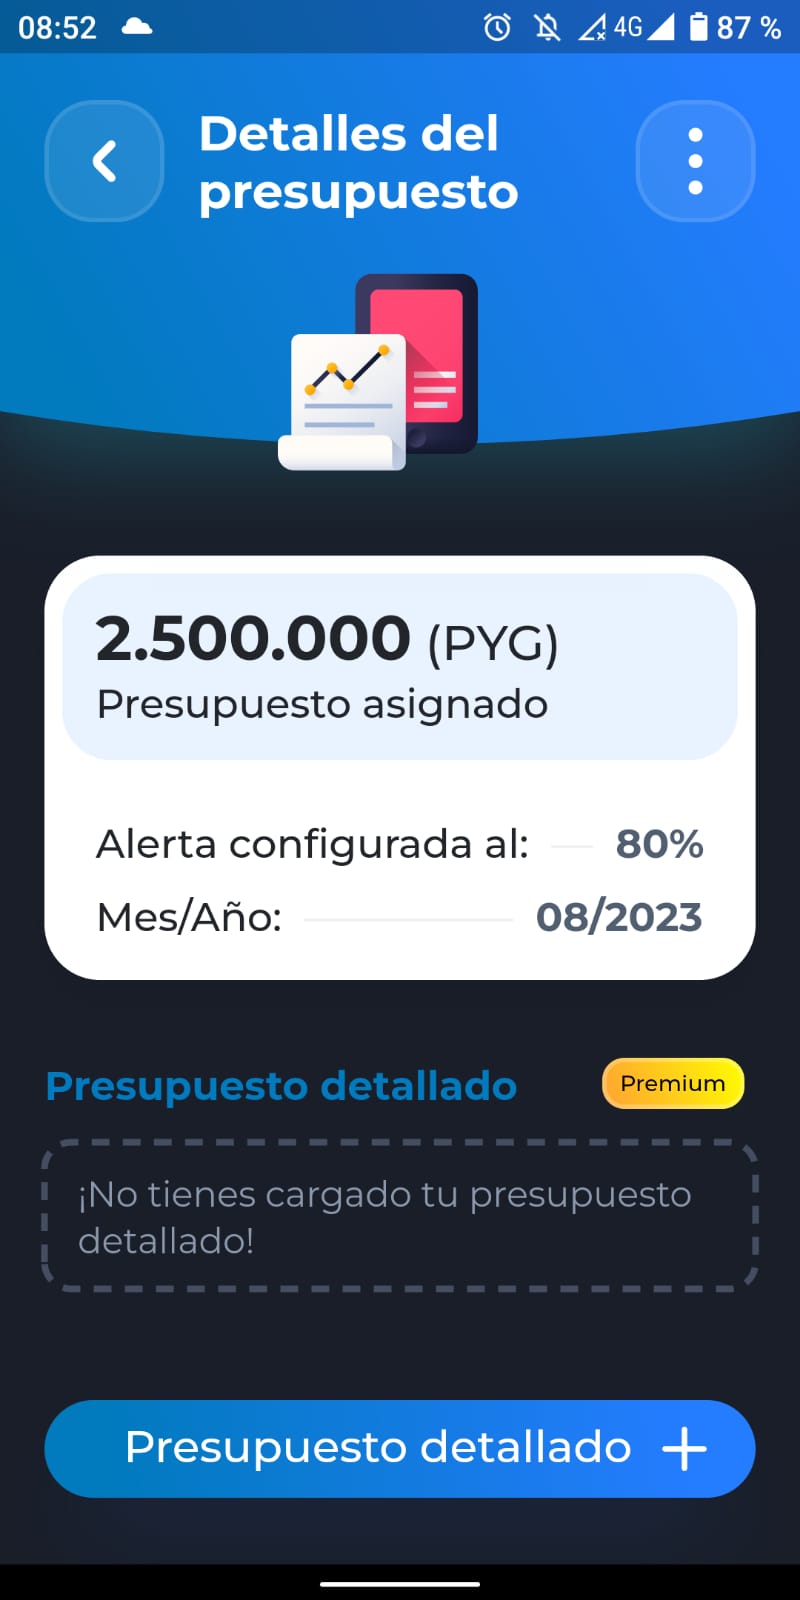 08:52 4G 87 %
Detalles del
presupuesto
2.500.000 (PYG)
Presupuesto asignado
Alerta configurada al: 80%
Mes/Año: 08/2023
Presupuesto detallado Premium
¡No tienes cargado tu presupuesto
detallado!
Presupuesto detallado +